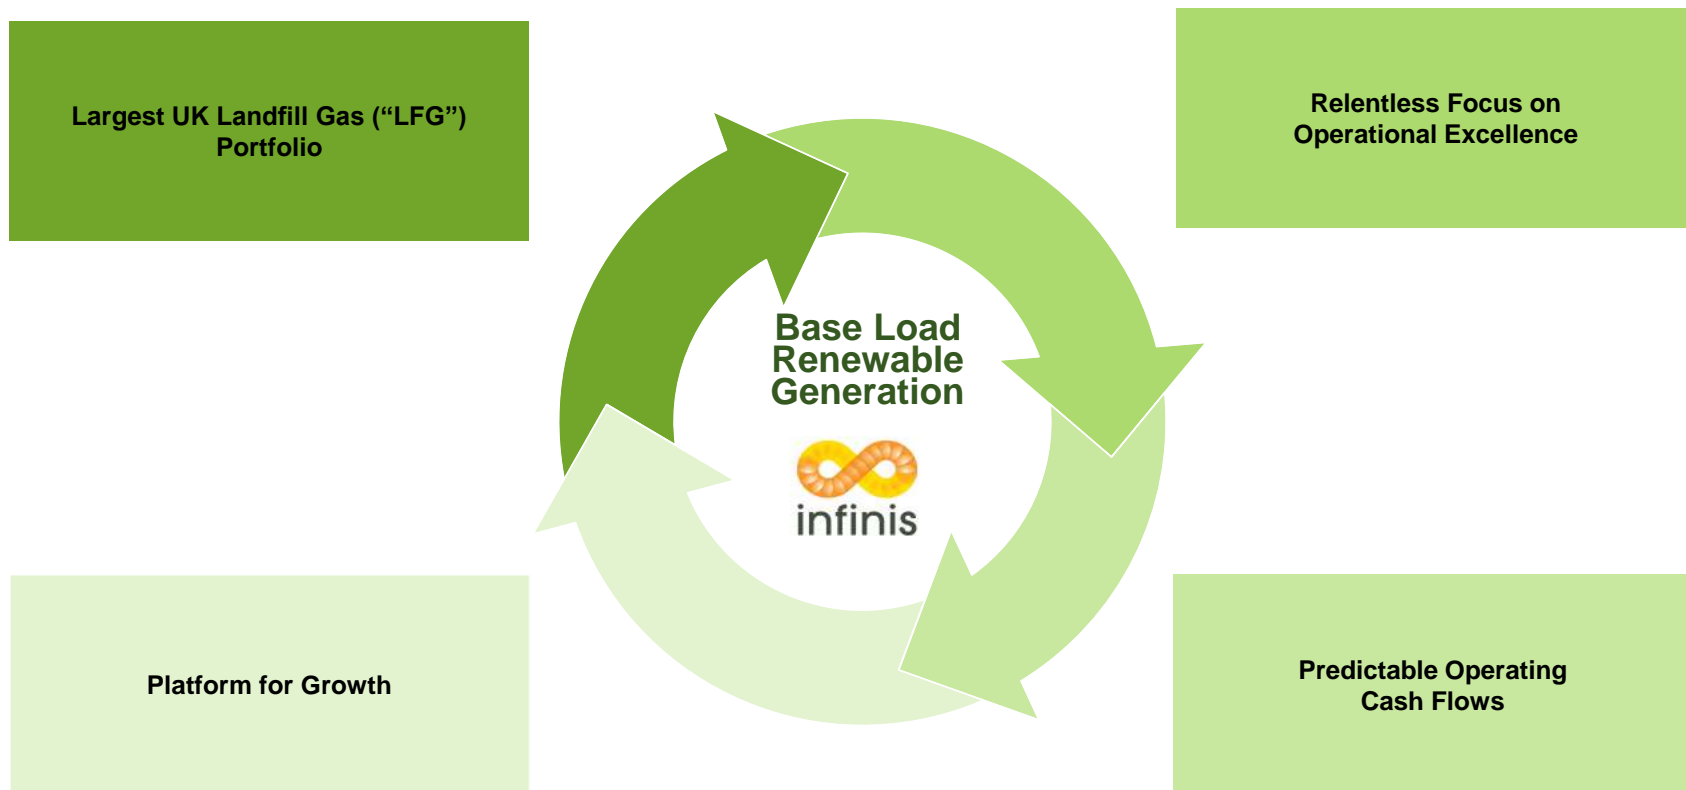 Largest UK Landfill Gas (“LFG”)
Portfolio
Relentless Focus on
Operational Excellence
Base Load
Renewable
Generation
infinis
Platform for Growth
Predictable Operating
Cash Flows